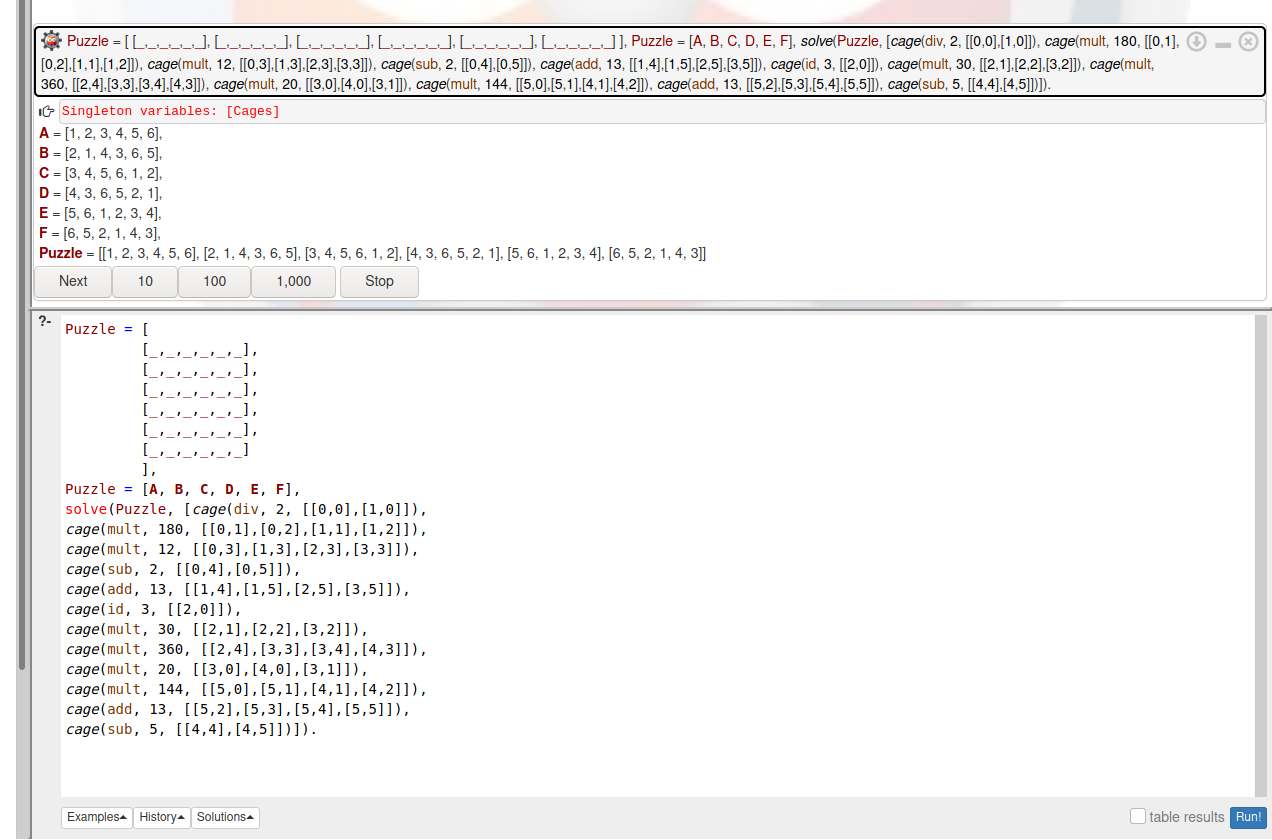 Puzzle = [ [_,_,_,_,_,_], [_,_,_,_,_,_], [_,_,_,_,_,_], [_,_,_,_,_,_], [_,_,_,_,_,_], [_,_,_,_,_,_] ], Puzzle = [A, B, C, D, E, F], solve(Puzzle, [cage(div, 2, [[0,0],[1,0]]), cage(mult, 180, [[0,1],
[0,2],[1,1],[1,2]]), cage(mult, 12, [[0,3],[1,3],[2,3],[3,3]]), cage(sub, 2, [[0,4],[0,5]]), cage(add, 13, [[1,4],[1,5],[2,5],[3,5]]), cage(id, 3, [[2,0]]), cage(mult, 30, [[2,1],[2,2],[3,2]]), cage(mult,
360, [[2,4],[3,3],[3,4],[4,3]]), cage(mult, 20, [[3,0],[4,0],[3,1]]), cage(mult, 144, [[5,0],[5,1],[4,1],[4,2]]), cage(add, 13, [[5,2],[5,3],[5,4],[5,5]]), cage(sub, 5, [[4,4],[4,5]])]).
Singleton variables: [Cages]
A = [1, 2, 3, 4, 5, 6],
B = [2, 1, 4, 3, 6, 5],
C = [3, 4, 5, 6, 1, 2],
D = [4, 3, 6, 5, 2, 1],
E = [5, 6, 1, 2, 3, 4],
F = [6, 5, 2, 1, 4, 3],
Puzzle = [[1, 2, 3, 4, 5, 6], [2, 1, 4, 3, 6, 5], [3, 4, 5, 6, 1, 2], [4, 3, 6, 5, 2, 1], [5, 6, 1, 2, 3, 4], [6, 5, 2, 1, 4, 3]]
Next 10 100 1,000 Stop
?- Puzzle = [
[_,_,_,_,_,_],
[_,_,_,_,_,_],
[_,_,_,_,_,_],
[_,_,_,_,_,_],
[_,_,_,_,_,_],
[_,_,_,_,_,_]
],
Puzzle = [A, B, C, D, E, F],
solve(Puzzle, [cage(div, 2, [[0,0],[1,0]]),
cage(mult, 180, [[0,1],[0,2],[1,1],[1,2]]),
cage(mult, 12, [[0,3],[1,3],[2,3],[3,3]]),
cage(sub, 2, [[0,4],[0,5]]),
cage(add, 13, [[1,4],[1,5],[2,5],[3,5]]),
cage(id, 3, [[2,0]]),
cage(mult, 30, [[2,1],[2,2],[3,2]]),
cage(mult, 360, [[2,4],[3,3],[3,4],[4,3]]),
cage(mult, 20, [[3,0],[4,0],[3,1]]),
cage(mult, 144, [[5,0],[5,1],[4,1],[4,2]]),
cage(add, 13, [[5,2],[5,3],[5,4],[5,5]]),
cage(sub, 5, [[4,4],[4,5]])]).
Examples History Solutions table results Run!